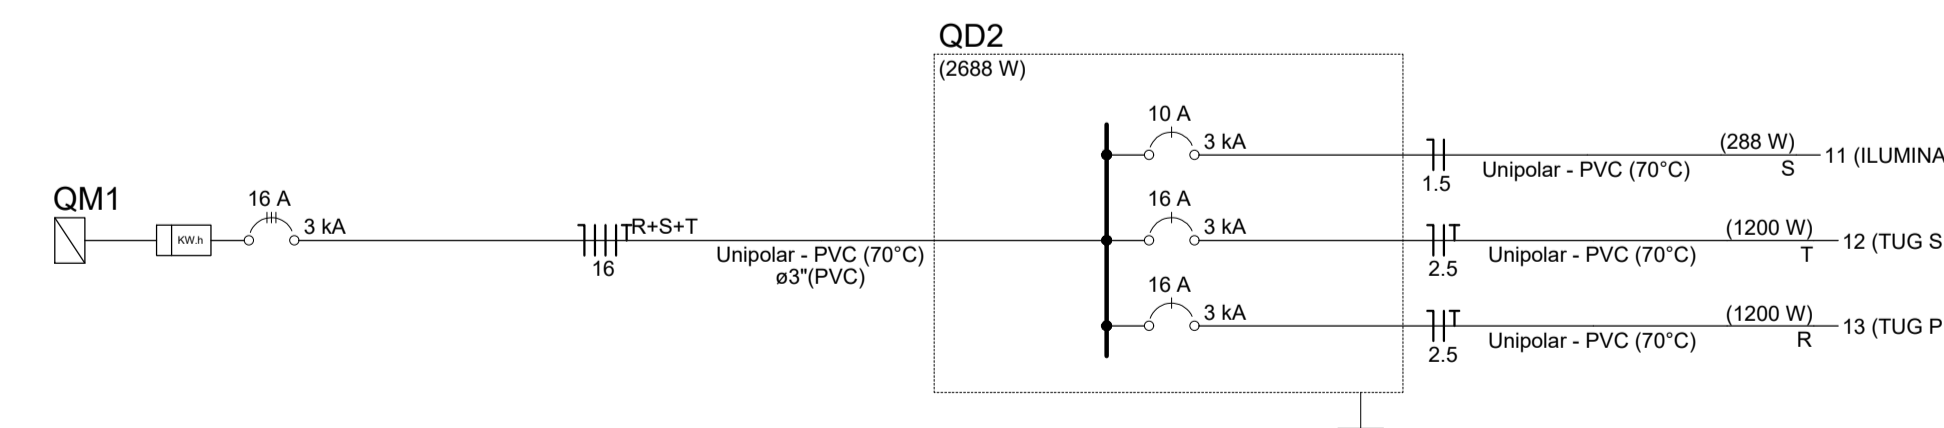 QD2
(2688 W)
10 A
3 kA
1.5
Unipolar - PVC (70°C)
(288 W)
S
11 (ILUMINA
QM1
KW.h
16 A
3 kA
R+S+T
16
Unipolar - PVC (70°C)
ø3"(PVC)
16 A
3 kA
T
2.5
Unipolar - PVC (70°C)
(1200 W)
T
12 (TUG S
16 A
3 kA
T
2.5
Unipolar - PVC (70°C)
(1200 W)
R
13 (TUG P